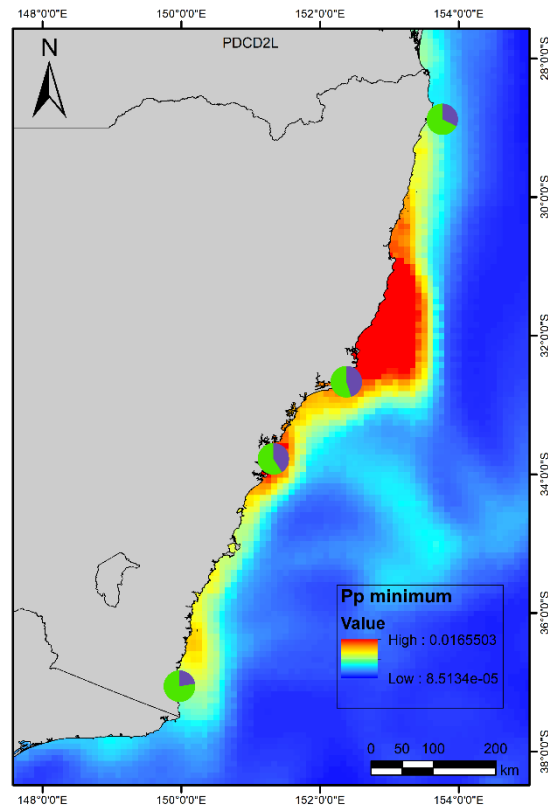 148°0'0"E 150°0'0"E 152°0'0"E 154°0'0"E
PDCD2L
N
28°0'0"S
30°0'0"S
32°0'0"S
34°0'0"S
36°0'0"S
38°0'0"S
Pp minimum
Value
High : 0.0165503
Low : 8.5134e-05
0 50 100 200
km
148°0'0"E 150°0'0"E 152°0'0"E 154°0'0"E